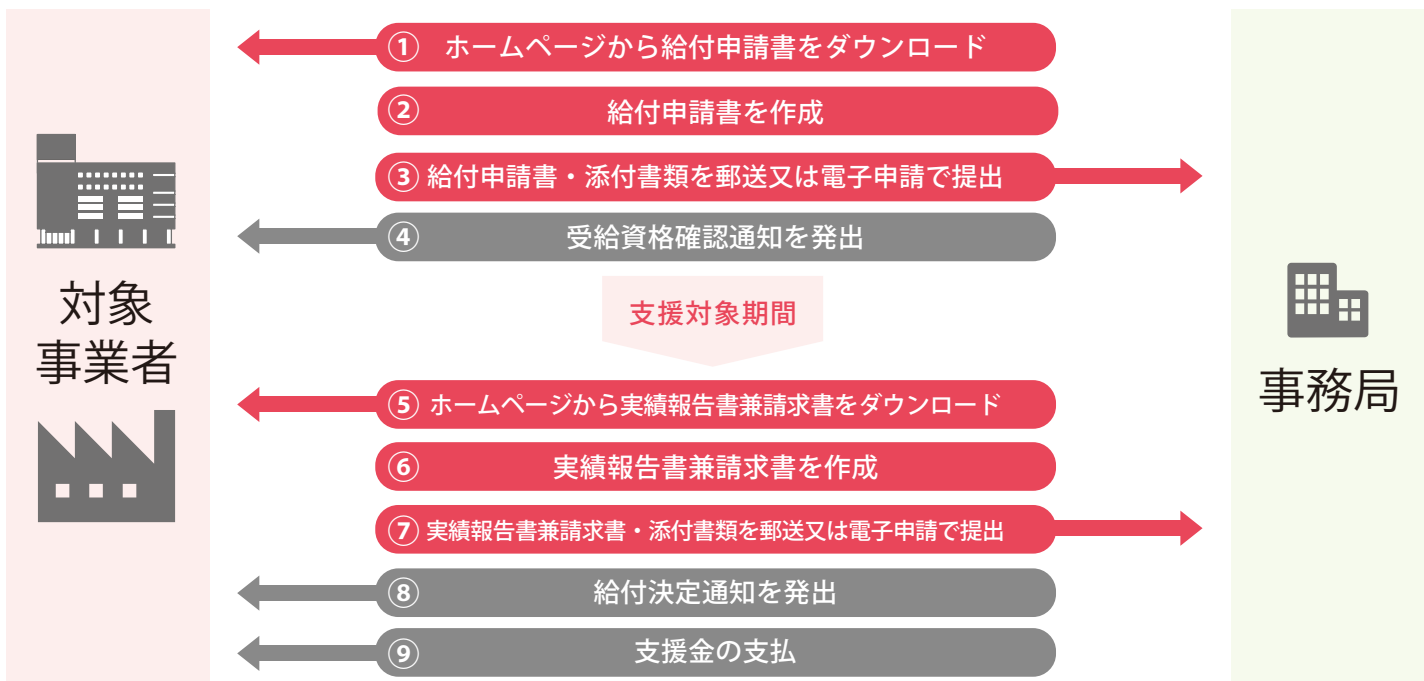 ① ホームページから給付申請書をダウンロード
② 給付申請書を作成
③ 給付申請書・添付書類を郵送又は電子申請で提出
④ 受給資格確認通知を発出
対象
事業者
支援対象期間
事務局
⑤ ホームページから実績報告書兼請求書をダウンロード
⑥ 実績報告書兼請求書を作成
⑦ 実績報告書兼請求書・添付書類を郵送又は電子申請で提出
⑧ 給付決定通知を発出
⑨ 支援金の支払